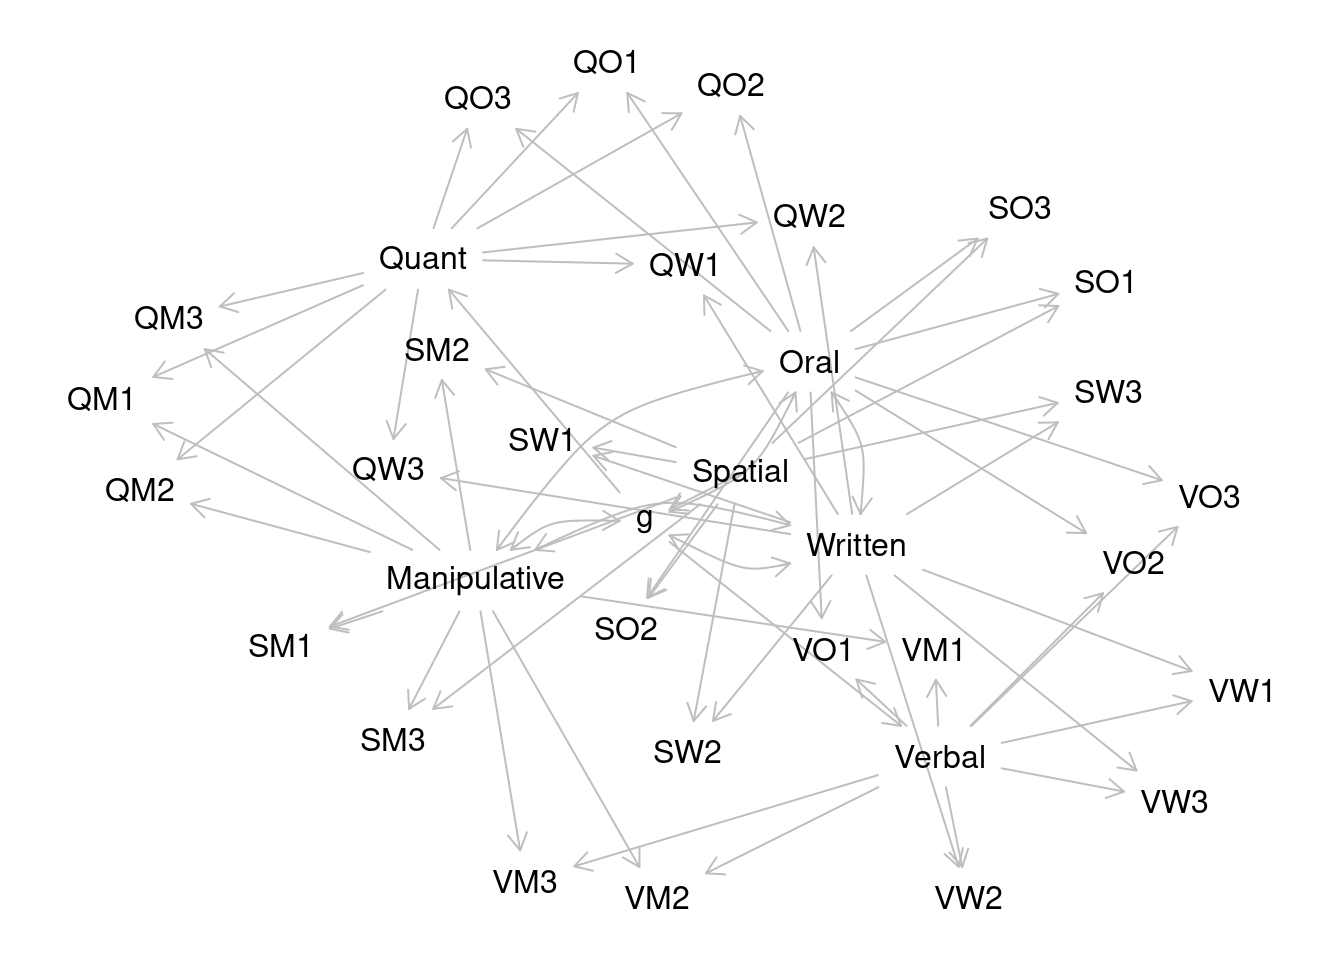 QO1
QO2
QO3
SO3
QW2
Quant
QW1
SO1
QM3
SM2
Oral
SW3
QM1
SW1
QW3
Spatial
QM2
VO3
g
Written
VO2
Manipulative
SO2
SM1
VO1
VM1
VW1
SM3
SW2
Verbal
VW3
VM3
VM2
VW2